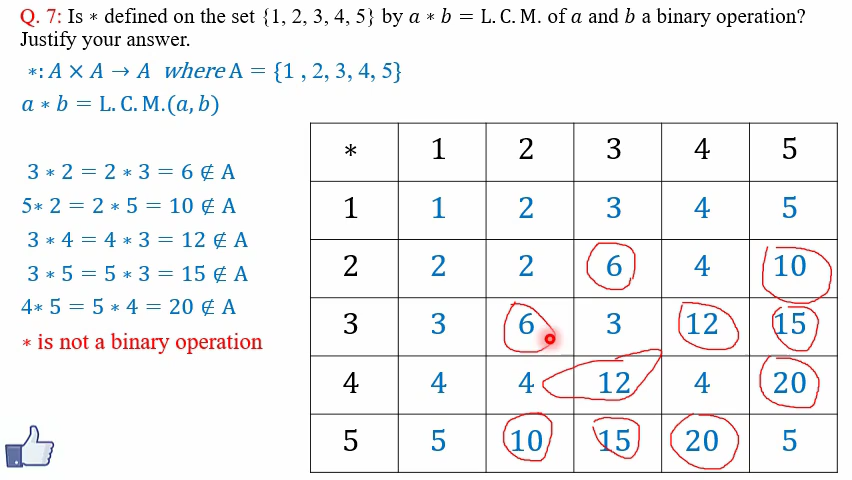 Q. 7: Is ∗ defined on the set {1, 2, 3, 4, 5} by a ∗ b = L. C. M. of a and b a binary operation?
Justify your answer.
∗: A × A → A where A = {1 , 2, 3, 4, 5}
a ∗ b = L. C. M.(a, b)
3 ∗ 2 = 2 ∗ 3 = 6 ∉ A
5∗ 2 = 2 ∗ 5 = 10 ∉ A
3 ∗ 4 = 4 ∗ 3 = 12 ∉ A
3 ∗ 5 = 5 ∗ 3 = 15 ∉ A
4∗ 5 = 5 ∗ 4 = 20 ∉ A
∗ is not a binary operation
∗ 1 2 3 4 5
1 1 2 3 4 5
2 2 2 6 4 10
3 3 6 3 12 15
4 4 4 12 4 20
5 5 10 15 20 5